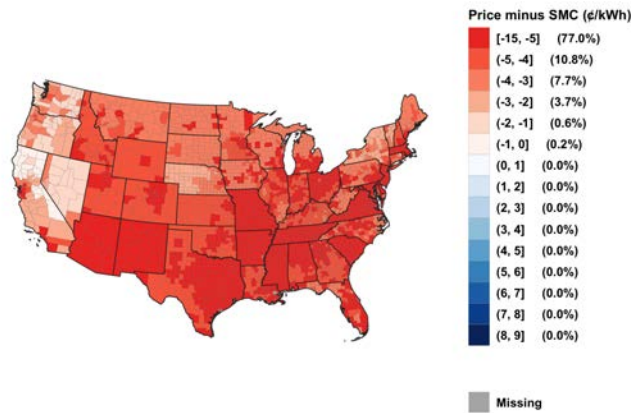 Price minus SMC (¢/kWh)
[-15, -5] (77.0%)
(-5, -4] (10.8%)
(-4, -3] (7.7%)
(-3, -2] (3.7%)
(-2, -1] (0.6%)
(-1, 0] (0.2%)
(0, 1] (0.0%)
(1, 2] (0.0%)
(2, 3] (0.0%)
(3, 4] (0.0%)
(4, 5] (0.0%)
(5, 6] (0.0%)
(6, 7] (0.0%)
(7, 8] (0.0%)
(8, 9] (0.0%)
Missing